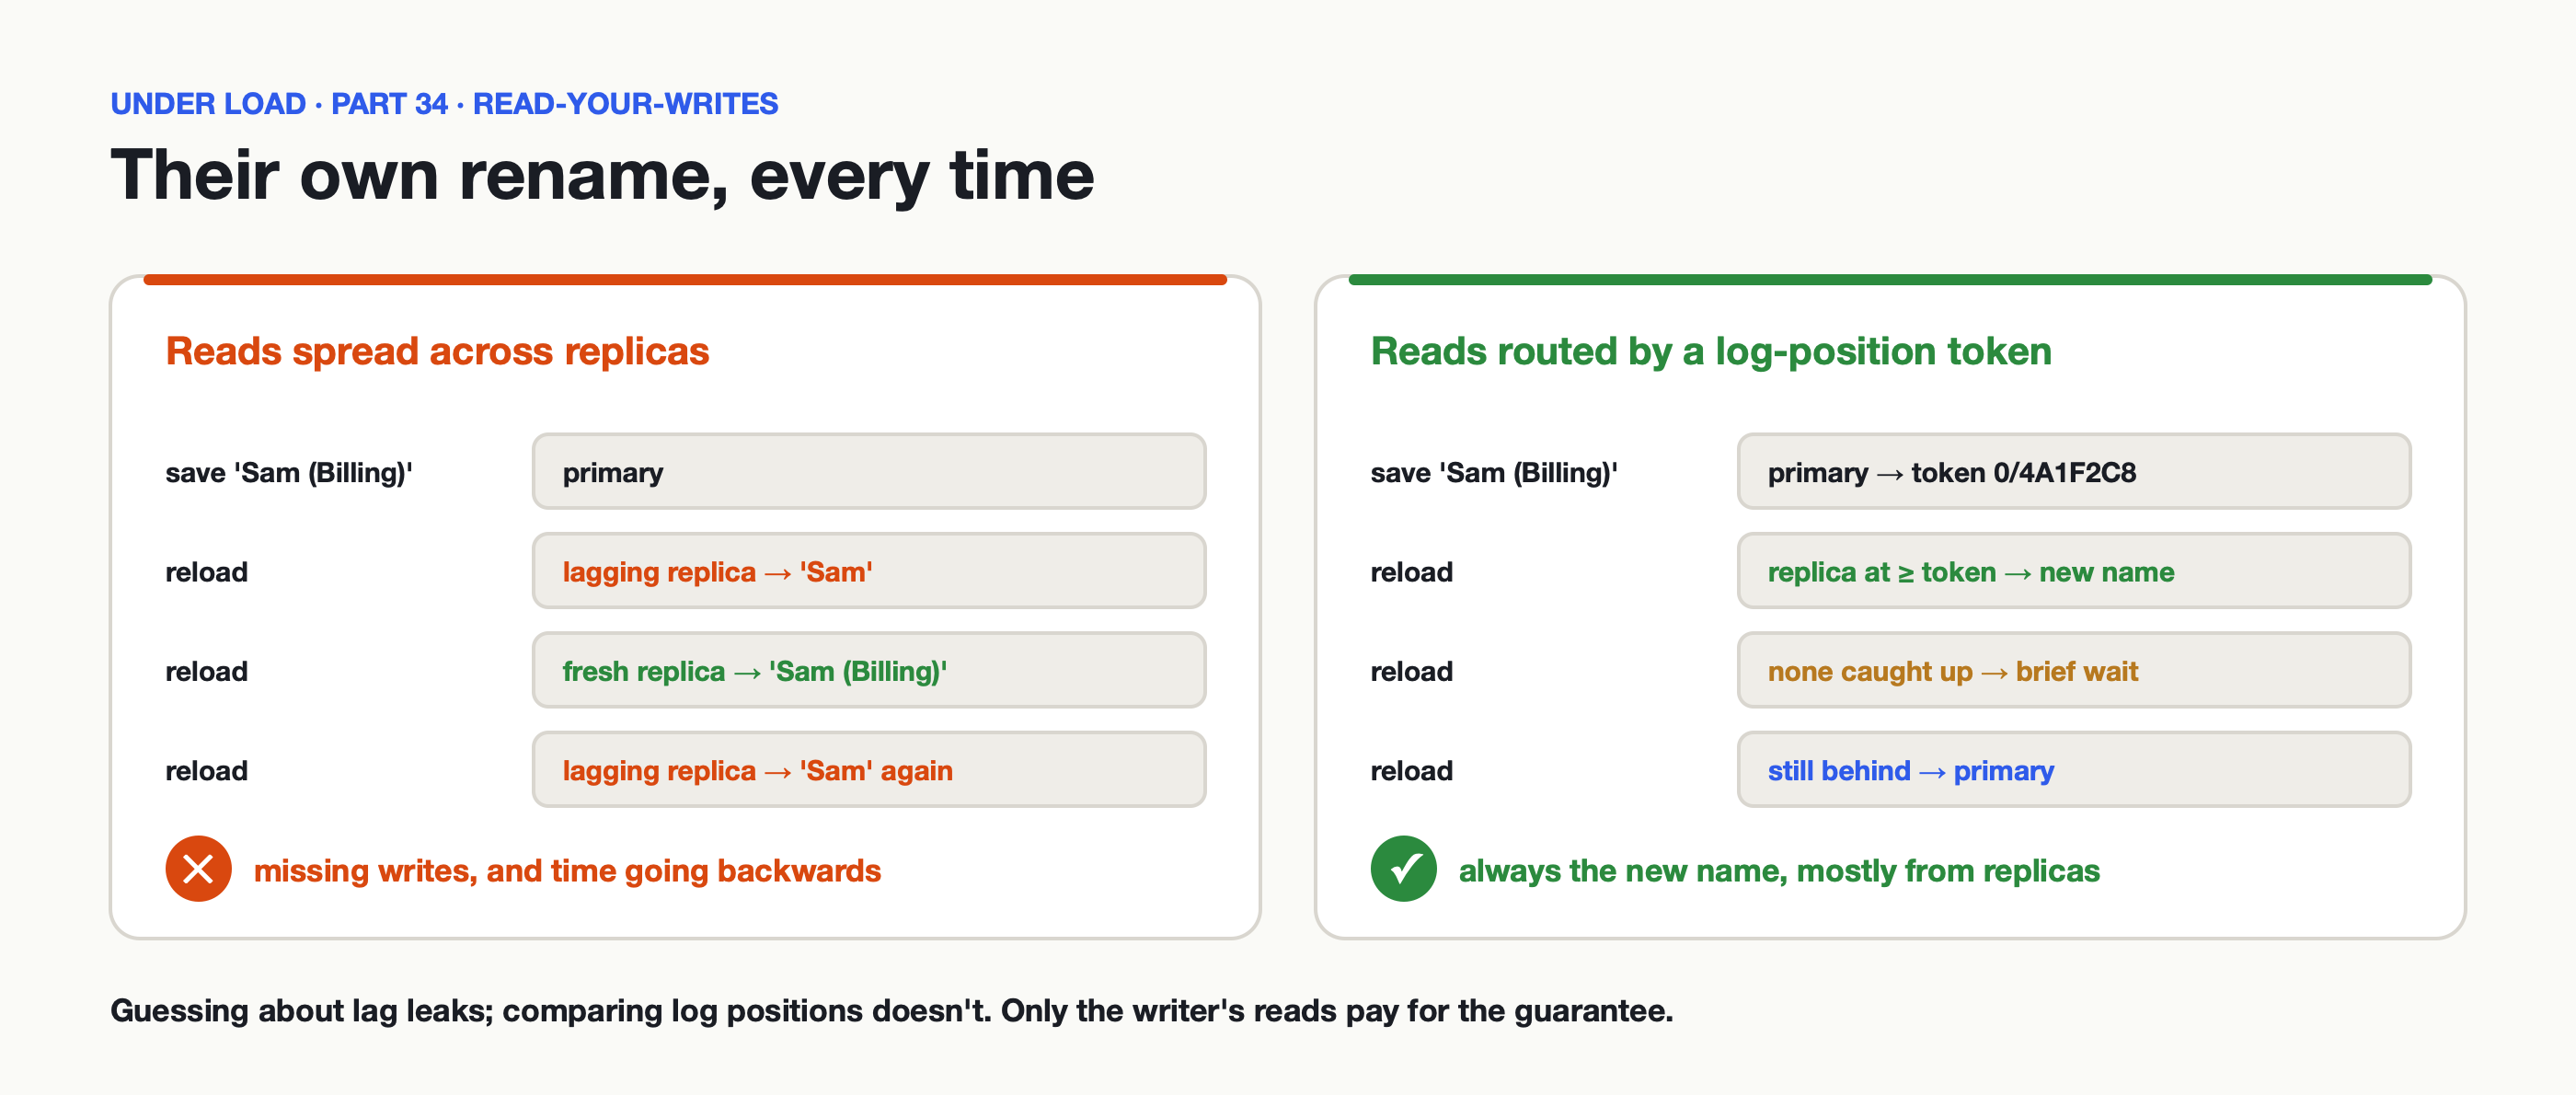 UNDER LOAD · PART 34 · READ-YOUR-WRITES
Their own rename, every time
Reads spread across replicas
save 'Sam (Billing)'
primary
reload
lagging replica → 'Sam'
reload
fresh replica → 'Sam (Billing)'
reload
lagging replica → 'Sam' again
missing writes, and time going backwards
Reads routed by a log-position token
save 'Sam (Billing)'
primary → token 0/4A1F2C8
reload
replica at ≥ token → new name
reload
none caught up → brief wait
reload
still behind → primary
always the new name, mostly from replicas
Guessing about lag leaks; comparing log positions doesn't. Only the writer's reads pay for the guarantee.